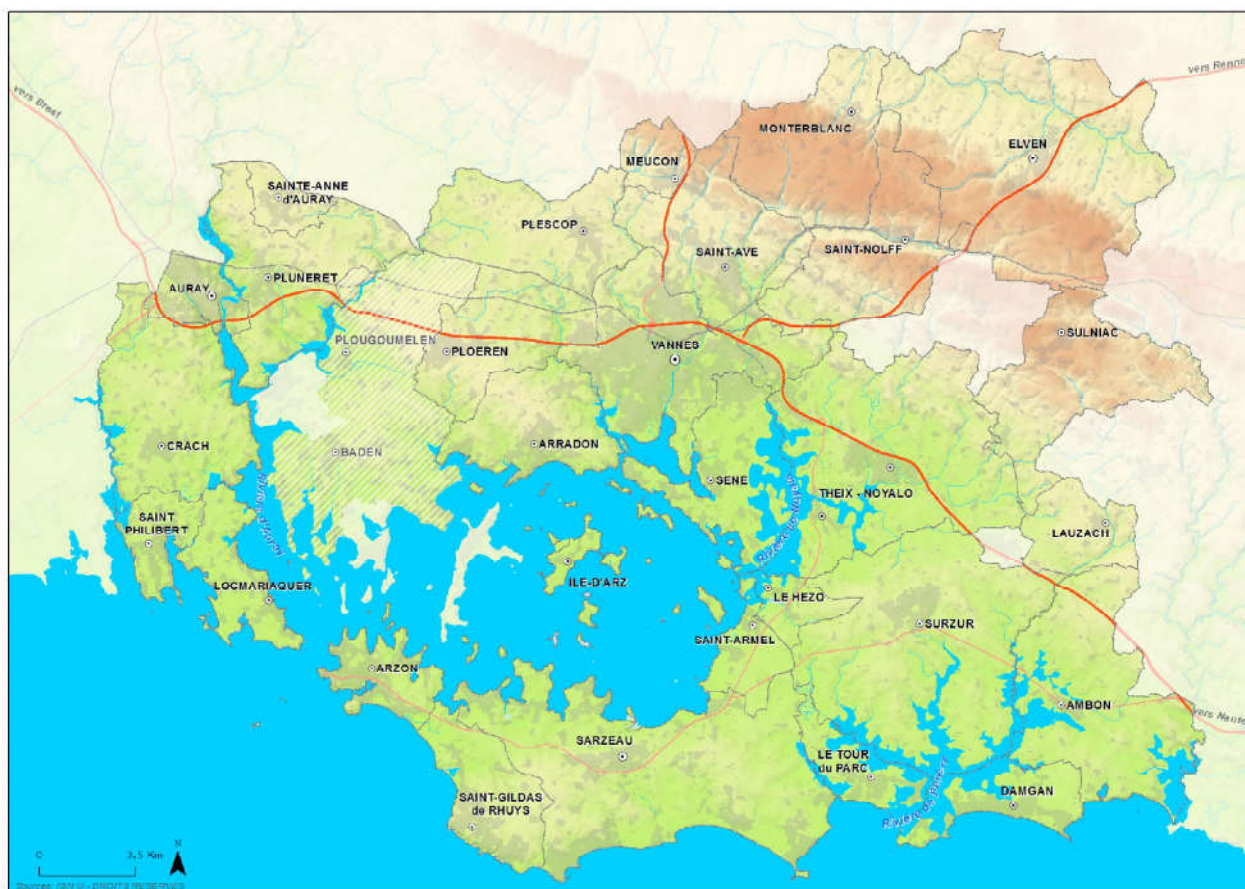 vers Brest
vers Rennes
MONTERBLANC
ELVEN
MEUCON
SAINTE-ANNE
d'AURAY
PLESCOP
SAINT-AVE
SAINT-NOLFF
PLUNERET
AURAY
SULNIAC
PLOUGOUMELEN
PLOEREN
VANNES
CRACH
BADEN
ARRADON
SENE
THEIX - NOYALO
SAINT
PHILIBERT
LAUZACH
LOCMARIAQUER
ILE-D'ARZ
LE HEZO
SAINT-ARMEL
SURZUR
ARZON
AMBON
vers Nantes
SARZEAU
LE TOUR
du PARC
DAMGAN
SAINT-GILDAS
de RHUYS
N
0 3,5 Km